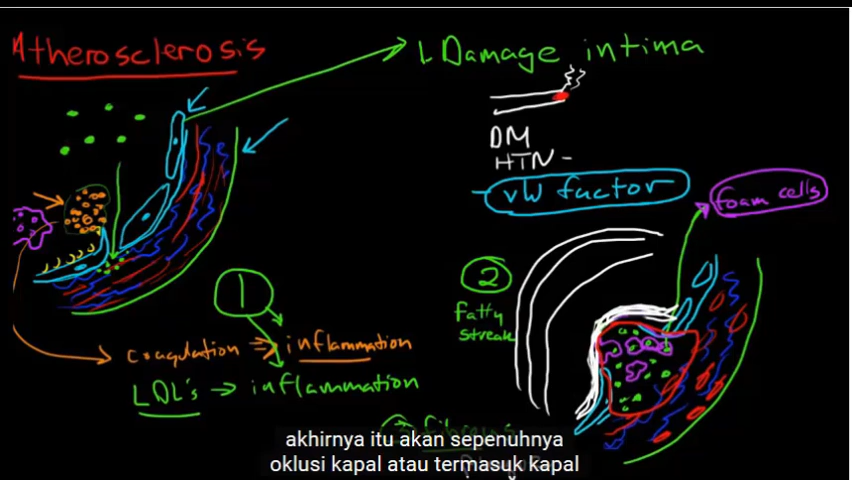 Atherosclerosis
1. Damage intima
DM
HTN -
vW factor
foam cells
1
2
Fatty
streak
coagulation => inflammation
LDL's → inflammation
akhirnya itu akan sepenuhnya
oklusi kapal atau termasuk kapal